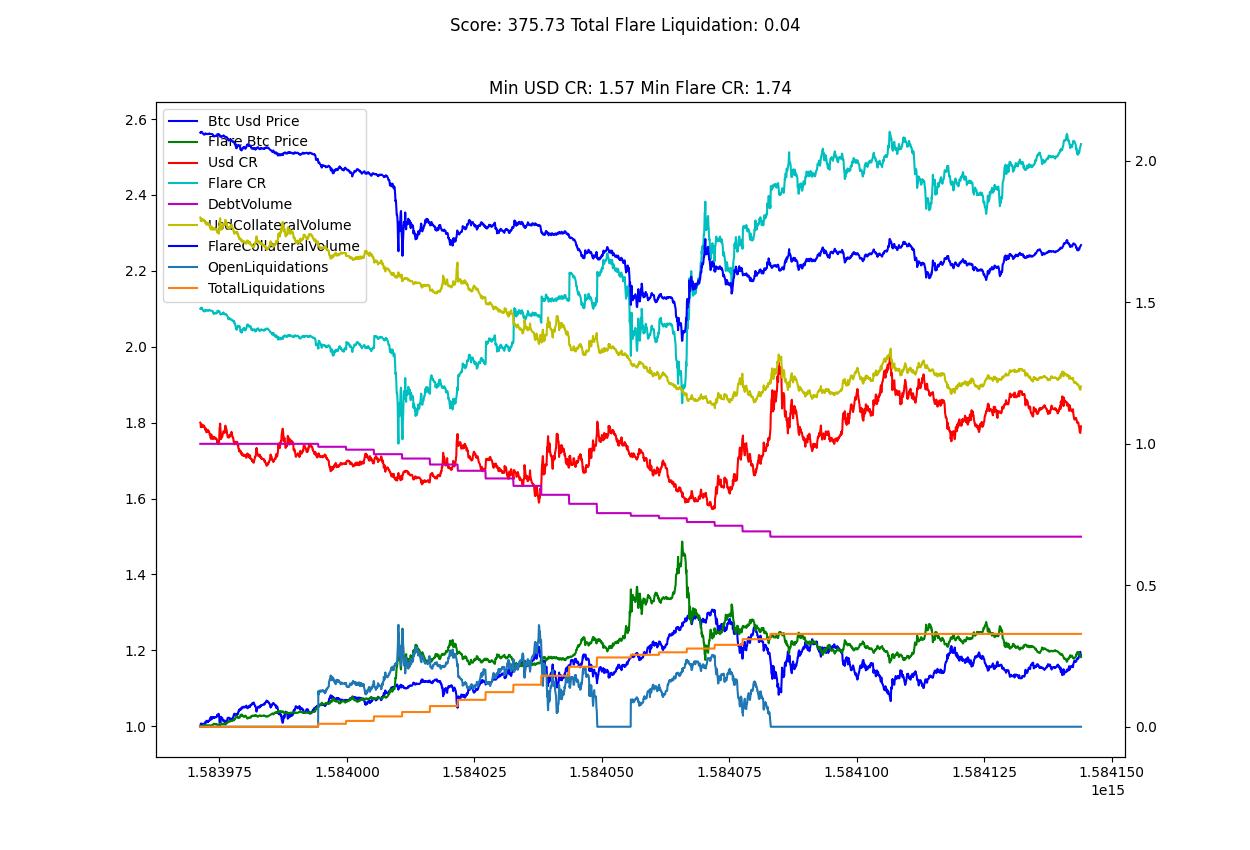 Score: 375.73 Total Flare Liquidation: 0.04
Min USD CR: 1.57 Min Flare CR: 1.74
Btc Usd Price
Flare Btc Price
Usd CR
Flare CR
DebtVolume
UsdCollateralVolume
FlareCollateralVolume
OpenLiquidations
TotalLiquidations
2.6
2.4
2.2
2.0
1.8
1.6
1.4
1.2
1.0
2.0
1.5
1.0
0.5
0.0
1.583975 1.584000 1.584025 1.584050 1.584075 1.584100 1.584125 1.584150
1e15